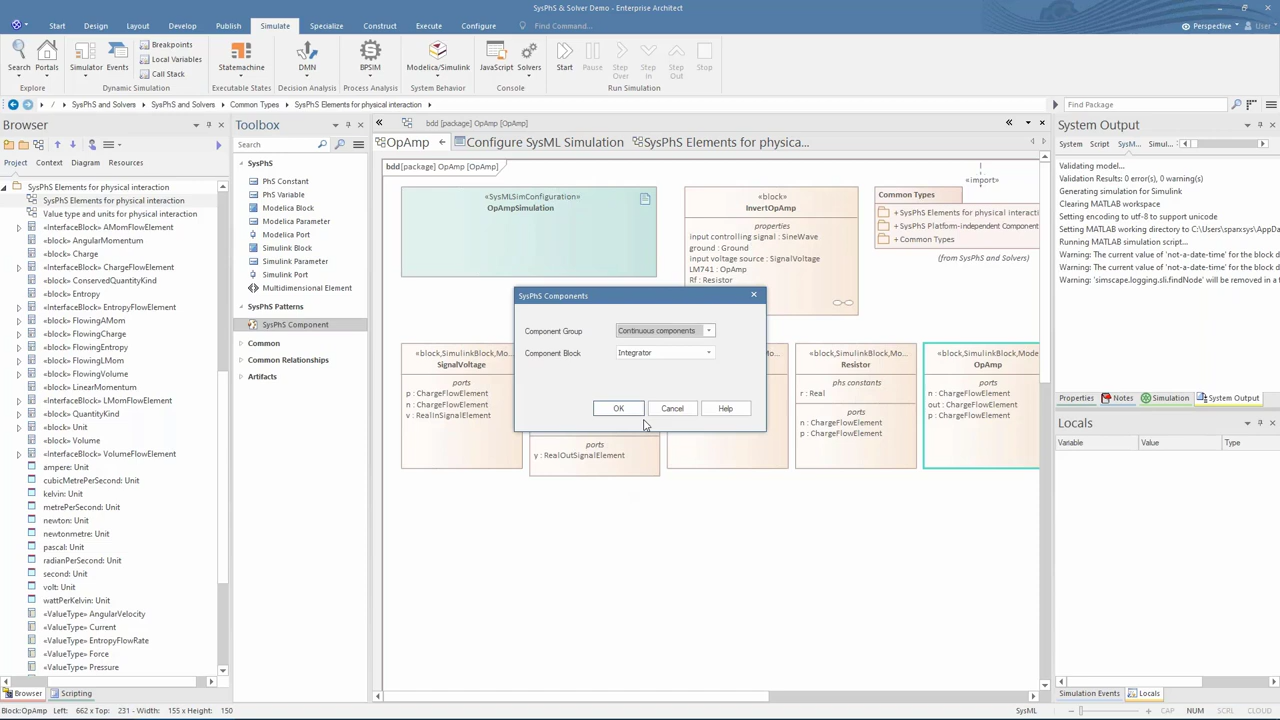 SysPhS & Solver Demo - Enterprise Architect
Start Design Layout Develop Publish Simulate Specialize Construct Execute Configure Find Command... Perspective User
Search Portals Simulator Events Breakpoints Local Variables Call Stack Statemachine DMN BPSIM Modelica/Simulink JavaScript Solvers Start Pause Step Over Step In Step Out Stop
Explore Dynamic Simulation Executable States Decision Analysis Process Analysis System Behavior Console Run Simulation
/ SysPhS and Solvers SysPhS and Solvers Common Types SysPhS Elements for physical interaction Find Package
Browser
Project Context Diagram Resources
SysPhS Elements for physical interaction
SysPhS Elements for physical interaction
Value type and units for physical interaction
«InterfaceBlock» AMomFlowElement
«block» AngularMomentum
«block» Charge
«InterfaceBlock» ChargeFlowElement
«block» ConservedQuantityKind
«block» Entropy
«InterfaceBlock» EntropyFlowElement
«block» FlowingAMom
«block» FlowingCharge
«block» FlowingEntropy
«block» FlowingLMom
«block» FlowingVolume
«block» LinearMomentum
«InterfaceBlock» LMomFlowElement
«block» QuantityKind
«block» Unit
«block» Volume
«InterfaceBlock» VolumeFlowElement
ampere: Unit
cubicMetrePerSecond: Unit
kelvin: Unit
metrePerSecond: Unit
newton: Unit
newtonmetre: Unit
pascal: Unit
radianPerSecond: Unit
second: Unit
volt: Unit
wattPerKelvin: Unit
«ValueType» AngularVelocity
«ValueType» Current
«ValueType» EntropyFlowRate
«ValueType» Force
«ValueType» Pressure
Browser Scripting
Toolbox
Search
SysPhS
PhS Constant
PhS Variable
Modelica Block
Modelica Parameter
Modelica Port
Simulink Block
Simulink Parameter
Simulink Port
Multidimensional Element
SysPhS Patterns
SysPhS Component
Common
Common Relationships
Artifacts
bdd [package] OpAmp [OpAmp]
OpAmp Configure SysML Simulation SysPhS Elements for physica...
bdd[package] OpAmp [OpAmp]
«SysMLSimConfiguration»
OpAmpSimulation
«block»
InvertOpAmp
properties
input controlling signal : SineWave
ground : Ground
input voltage source : SignalVoltage
LM741 : OpAmp
Rf : Resistor
«import»
Common Types
+ SysPhS Elements for physical interacti
+ SysPhS Platform-independent Component
+ Common Types
(from SysPhS and Solvers)
SysPhS Components
Component Group Continuous components
Component Block Integrator
OK Cancel Help
«block,SimulinkBlock,Mo
SignalVoltage
ports
p : ChargeFlowElement
n : ChargeFlowElement
v : RealInSignalElement
ports
y : RealOutSignalElement
«block,SimulinkBlock,Mo...
Resistor
phs constants
r : Real
ports
n : ChargeFlowElement
p : ChargeFlowElement
«block,SimulinkBlock,Mode
OpAmp
ports
n : ChargeFlowElement
out : ChargeFlowElement
p : ChargeFlowElement
System Output
System Script SysM... Simul...
Validating model...
Validation Results: 0 error(s), 0 warning(s)
Generating simulation for Simulink
Clearing MATLAB workspace
Setting encoding to utf-8 to support unicode
Setting MATLAB working directory to C:\Users\sparxsys\AppDa
Running MATLAB simulation script...
Warning: The current value of 'not-a-date-time' for the block d
Warning: The current value of 'not-a-date-time' for the block d
Warning: 'simscape.logging.sli.findNode' will be removed in a f
Properties Notes Simulation System Output
Locals
Variable Value Type
Simulation Events Locals
Block:OpAmp Left: 662 x Top: 231 - Width: 155 x Height: 150 SysML CAP NUM SCRL CLOUD